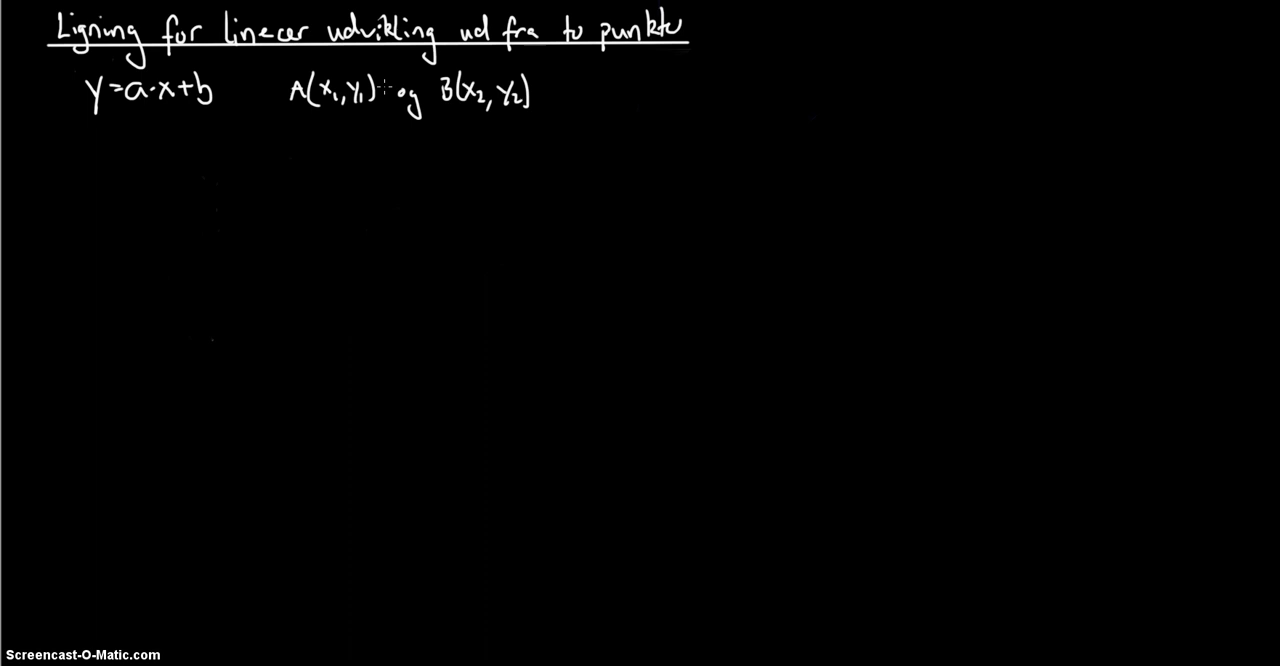 Ligning for lineær udvikling ud fra to punkter
y=a·x+b A(x₁,y₁) og B(x₂,y₂)
Screencast-O-Matic.com